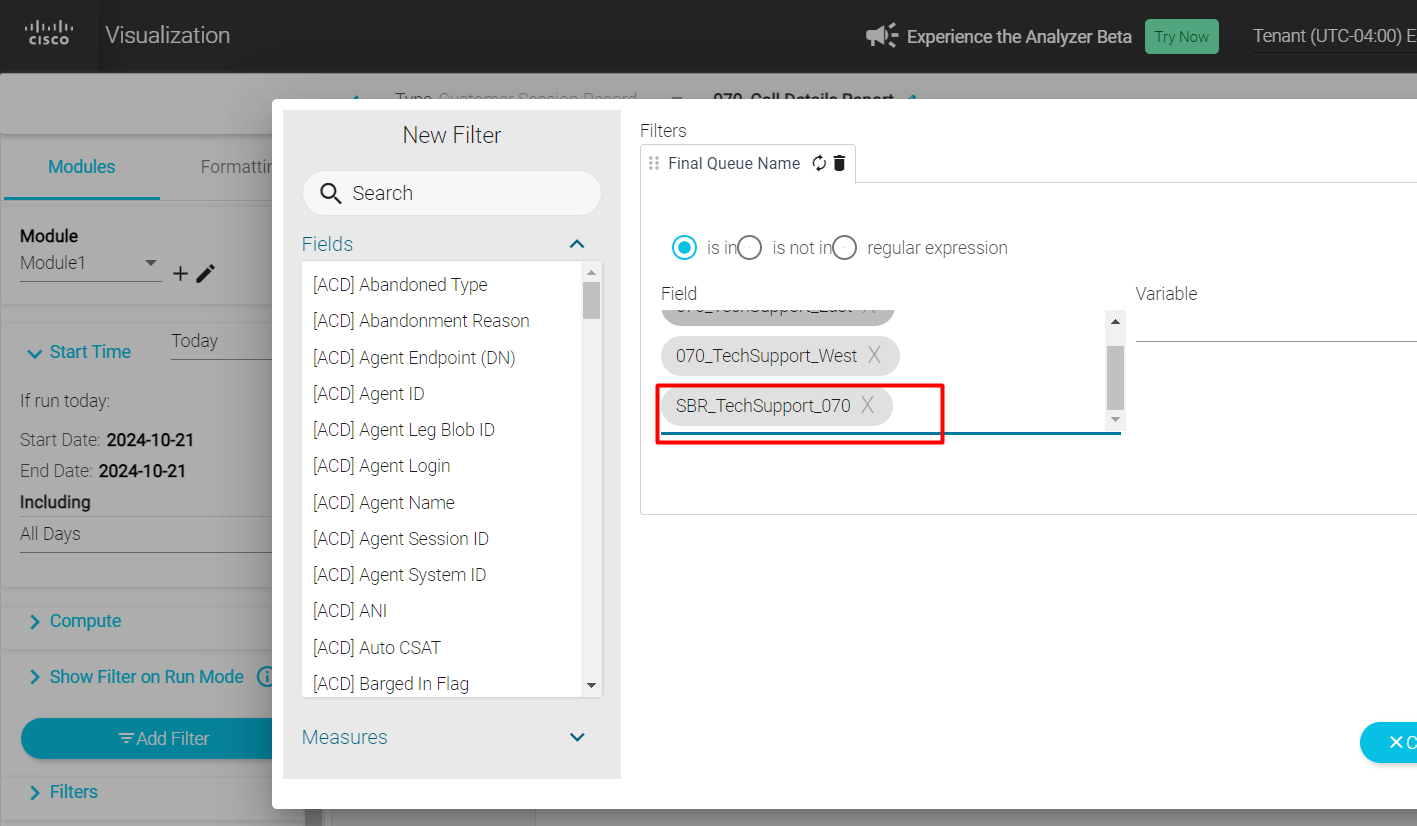 CISCO
Visualization
Experience the Analyzer Beta
Try Now
Tenant (UTC-04:00) E
Type Customer Session Record
070_Call Details Report
Modules
Formattin
Module
Module1
Start Time
Today
If run today:
Start Date: 2024-10-21
End Date: 2024-10-21
Including
All Days
Compute
Show Filter on Run Mode
Add Filter
Filters
New Filter
Search
Fields
[ACD] Abandoned Type
[ACD] Abandonment Reason
[ACD] Agent Endpoint (DN)
[ACD] Agent ID
[ACD] Agent Leg Blob ID
[ACD] Agent Login
[ACD] Agent Name
[ACD] Agent Session ID
[ACD] Agent System ID
[ACD] ANI
[ACD] Auto CSAT
[ACD] Barged In Flag
Measures
Filters
Final Queue Name
is in is not in regular expression
Field
Variable
070_TechSupport_East X
070_TechSupport_West X
SBR_TechSupport_070 X
C